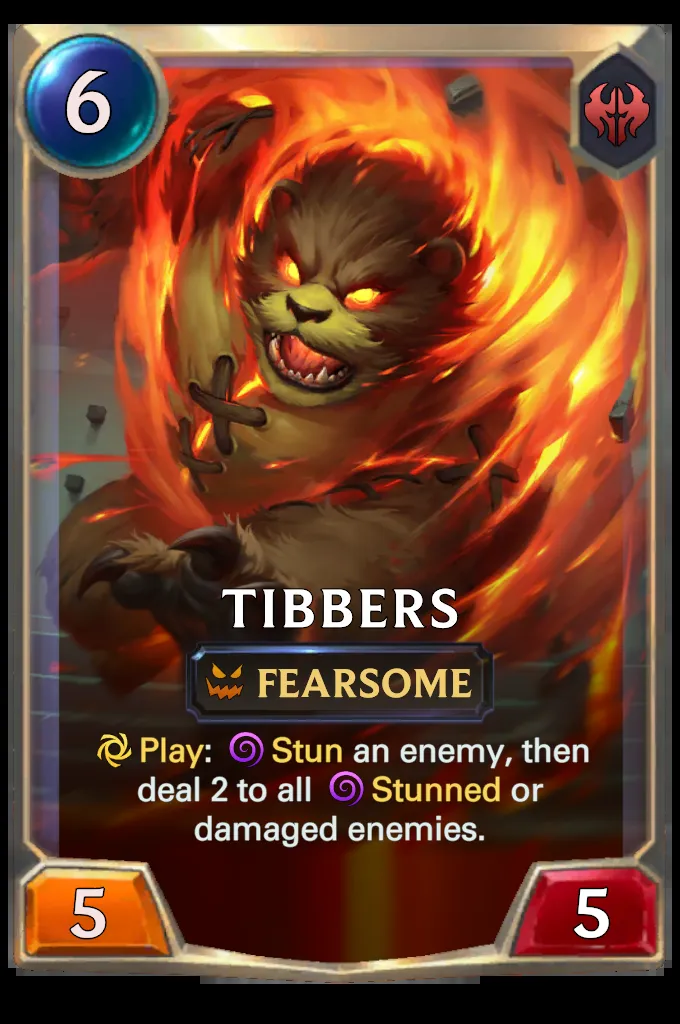 6
TIBBERS
FEARSOME
Play: Stun an enemy, then
deal 2 to all Stunned or
damaged enemies.
5
5